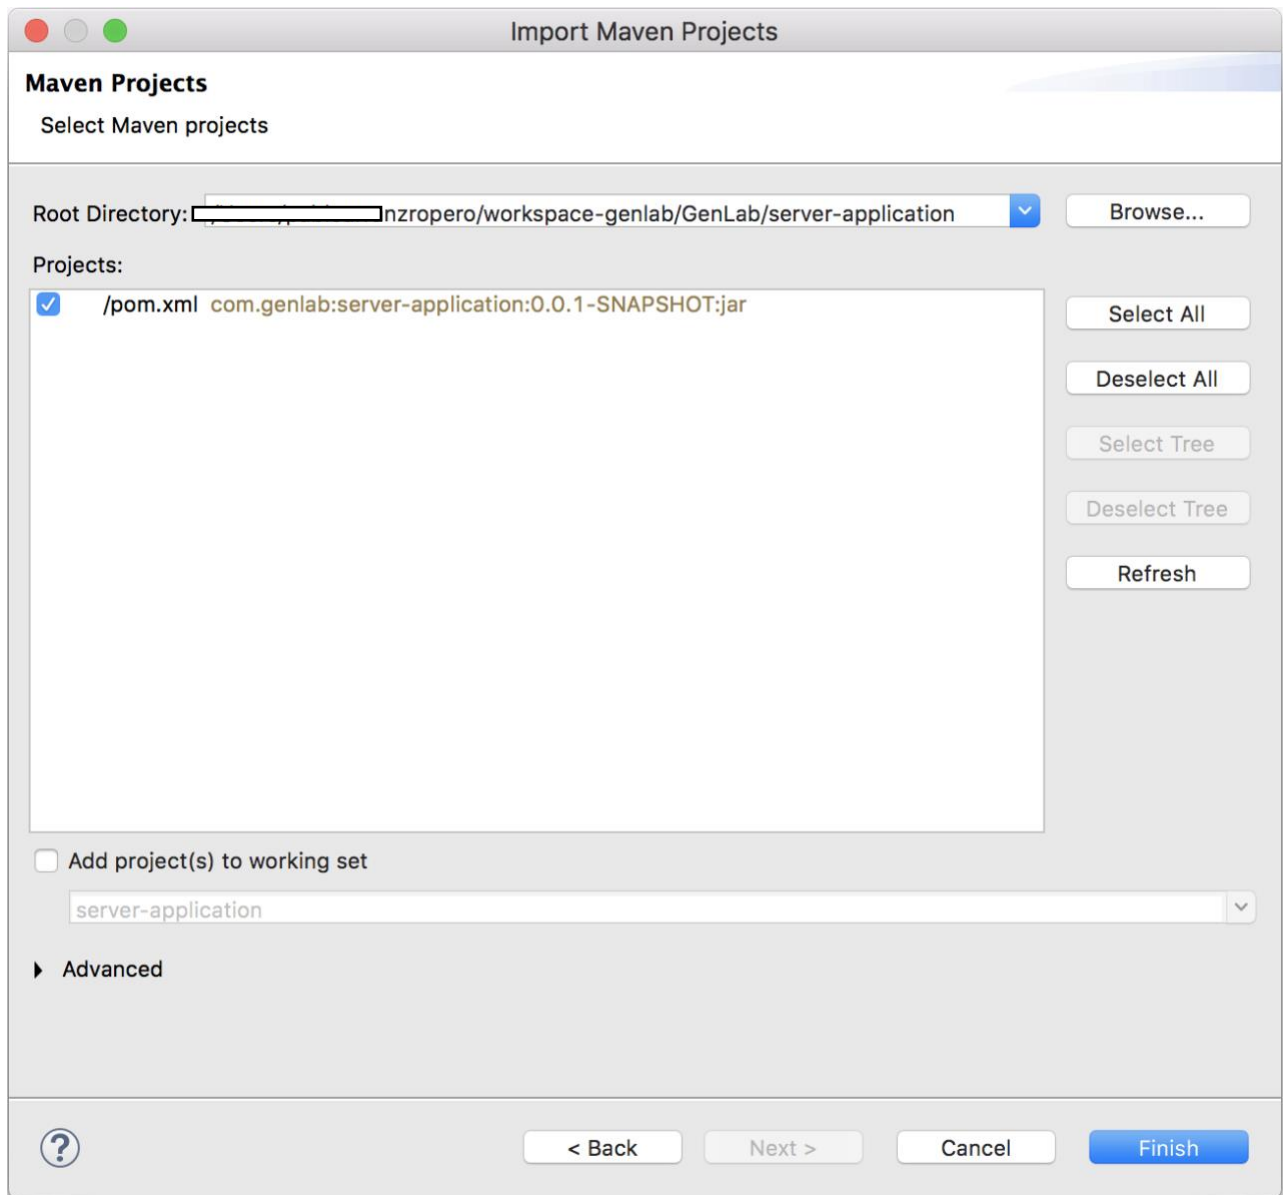 Import Maven Projects
Maven Projects
Select Maven projects
Root Directory: nzropero/workspace-genlab/GenLab/server-application Browse...
Projects:
/pom.xml com.genlab:server-application:0.0.1-SNAPSHOT:jar
Select All
Deselect All
Select Tree
Deselect Tree
Refresh
Add project(s) to working set
server-application
Advanced
? < Back Next > Cancel Finish